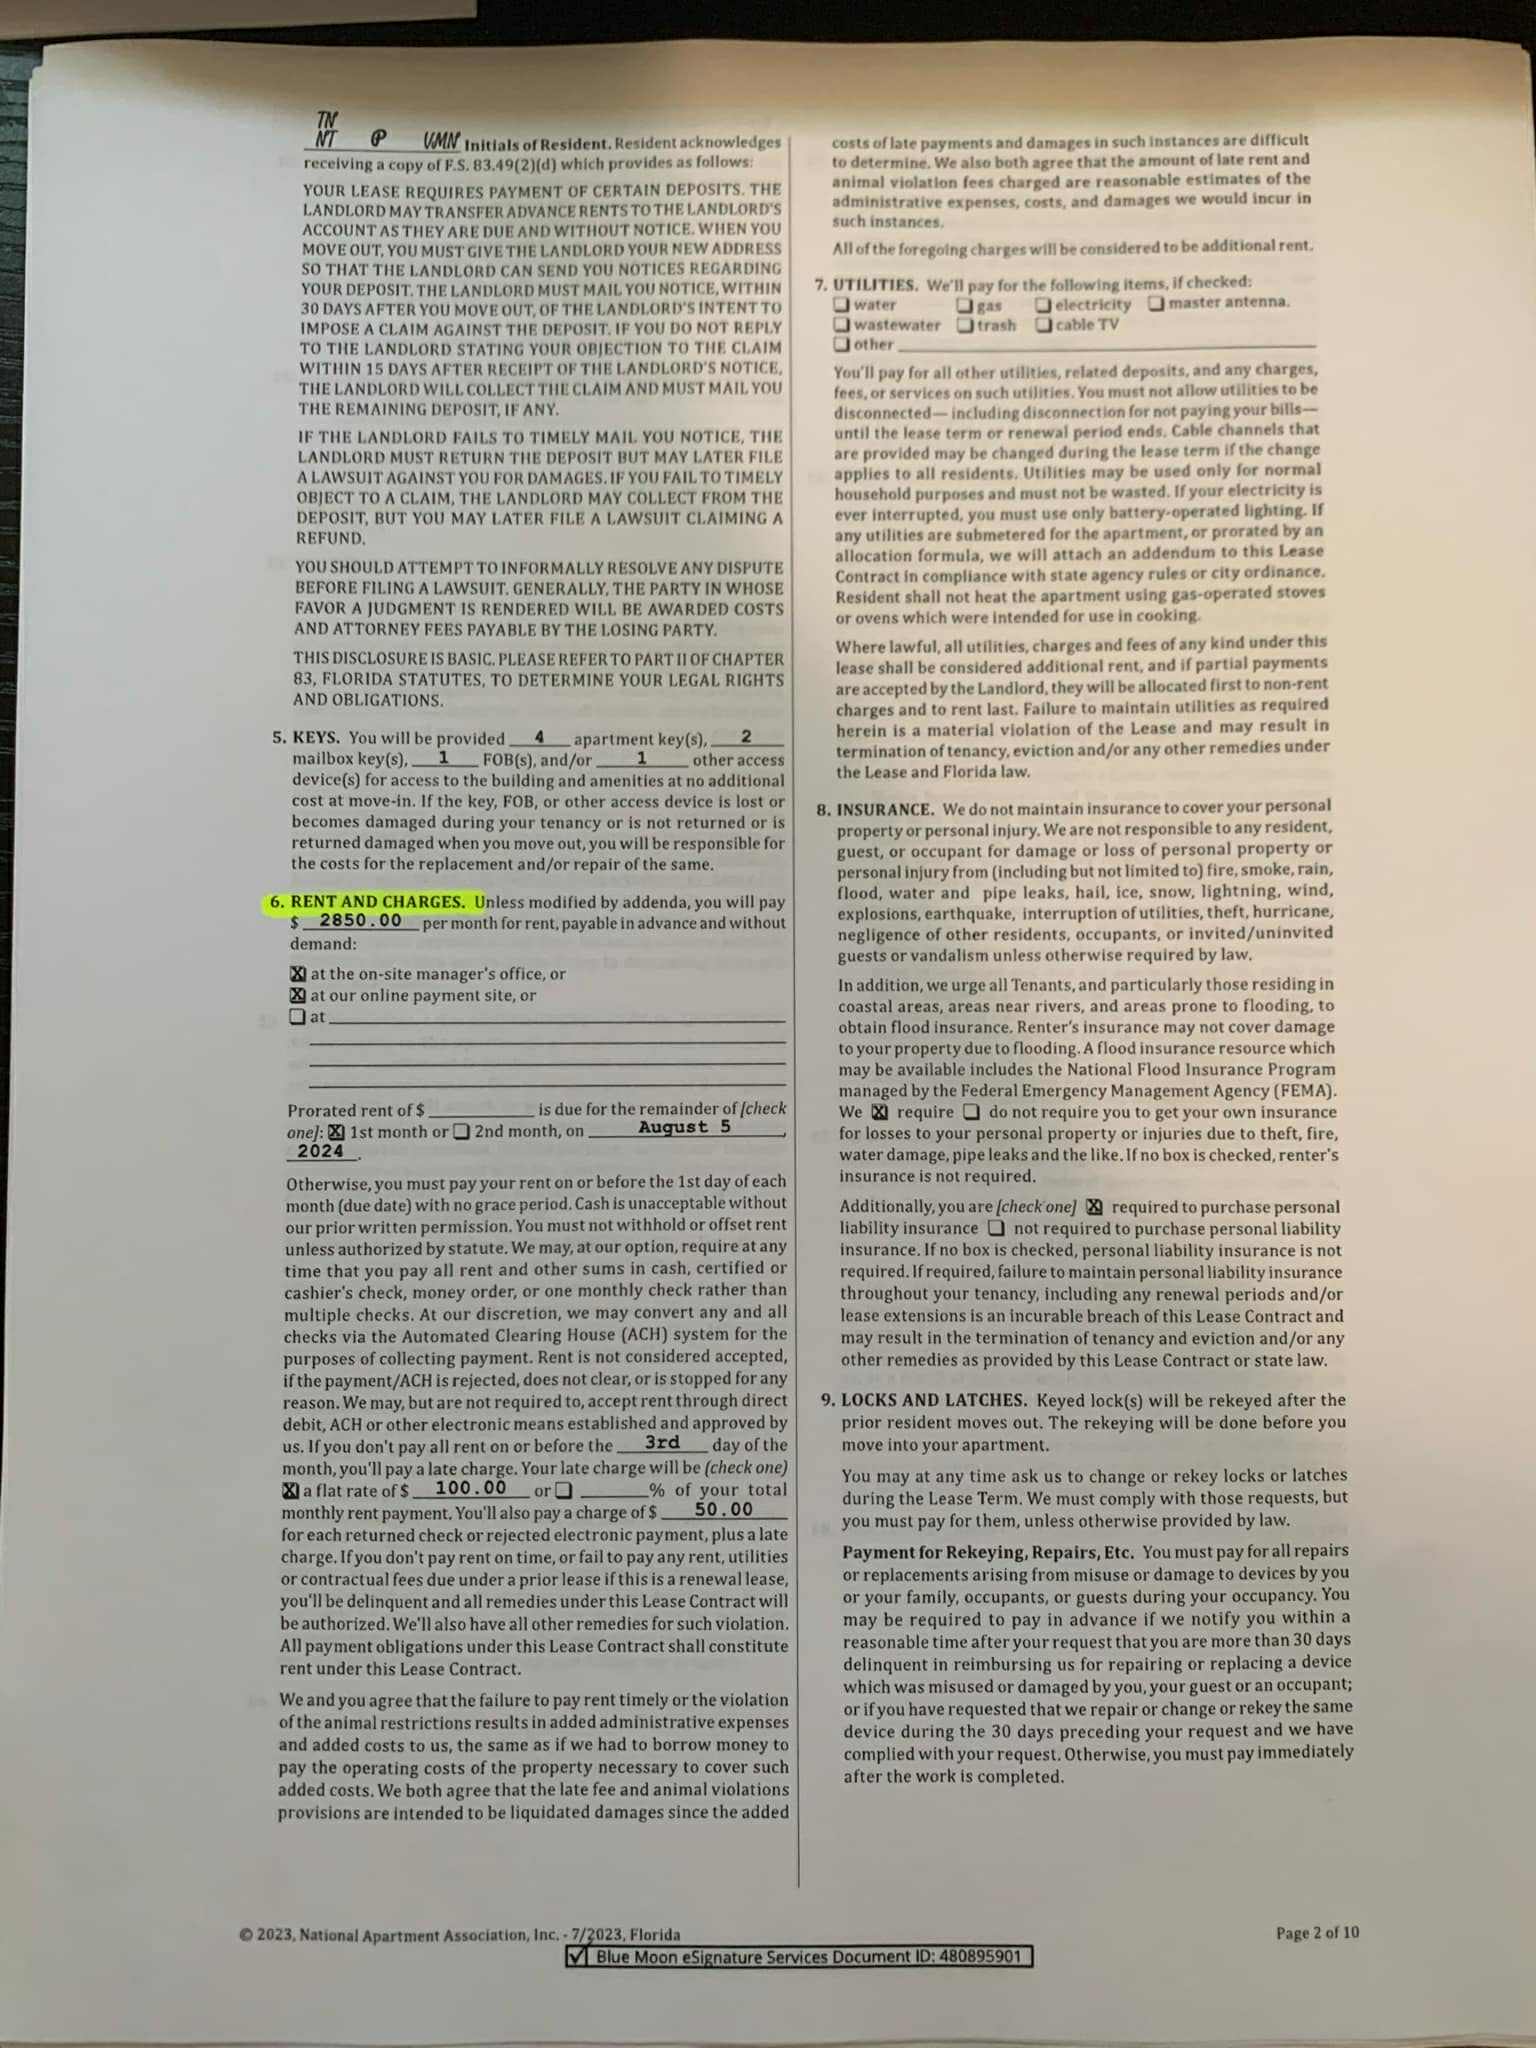 TN
NT P VMN Initials of Resident. Resident acknowledges
receiving a copy of F.S. 83.49(2)(d) which provides as follows:
YOUR LEASE REQUIRES PAYMENT OF CERTAIN DEPOSITS. THE
LANDLORD MAY TRANSFER ADVANCE RENTS TO THE LANDLORD'S
ACCOUNT AS THEY ARE DUE AND WITHOUT NOTICE. WHEN YOU
MOVE OUT, YOU MUST GIVE THE LANDLORD YOUR NEW ADDRESS
SO THAT THE LANDLORD CAN SEND YOU NOTICES REGARDING
YOUR DEPOSIT. THE LANDLORD MUST MAIL YOU NOTICE, WITHIN
30 DAYS AFTER YOU MOVE OUT, OF THE LANDLORD'S INTENT TO
IMPOSE A CLAIM AGAINST THE DEPOSIT. IF YOU DO NOT REPLY
TO THE LANDLORD STATING YOUR OBJECTION TO THE CLAIM
WITHIN 15 DAYS AFTER RECEIPT OF THE LANDLORD'S NOTICE,
THE LANDLORD WILL COLLECT THE CLAIM AND MUST MAIL YOU
THE REMAINING DEPOSIT, IF ANY.
IF THE LANDLORD FAILS TO TIMELY MAIL YOU NOTICE, THE
LANDLORD MUST RETURN THE DEPOSIT BUT MAY LATER FILE
A LAWSUIT AGAINST YOU FOR DAMAGES. IF YOU FAIL TO TIMELY
OBJECT TO A CLAIM, THE LANDLORD MAY COLLECT FROM THE
DEPOSIT, BUT YOU MAY LATER FILE A LAWSUIT CLAIMING A
REFUND.
YOU SHOULD ATTEMPT TO INFORMALLY RESOLVE ANY DISPUTE
BEFORE FILING A LAWSUIT. GENERALLY, THE PARTY IN WHOSE
FAVOR A JUDGMENT IS RENDERED WILL BE AWARDED COSTS
AND ATTORNEY FEES PAYABLE BY THE LOSING PARTY.
THIS DISCLOSURE IS BASIC. PLEASE REFER TO PART II OF CHAPTER
83, FLORIDA STATUTES, TO DETERMINE YOUR LEGAL RIGHTS
AND OBLIGATIONS.
5. KEYS. You will be provided 4 apartment key(s), 2
mailbox key(s), 1 FOB(s), and/or 1 other access
device(s) for access to the building and amenities at no additional
cost at move-in. If the key, FOB, or other access device is lost or
becomes damaged during your tenancy or is not returned or is
returned damaged when you move out, you will be responsible for
the costs for the replacement and/or repair of the same.
6. RENT AND CHARGES. Unless modified by addenda, you will pay
$ 2850.00 per month for rent, payable in advance and without
demand:
☒ at the on-site manager's office, or
☒ at our online payment site, or
☐ at
Prorated rent of $ is due for the remainder of [check
one]: ☒ 1st month or ☐ 2nd month, on August 5,
2024.
Otherwise, you must pay your rent on or before the 1st day of each
month (due date) with no grace period. Cash is unacceptable without
our prior written permission. You must not withhold or offset rent
unless authorized by statute. We may, at our option, require at any
time that you pay all rent and other sums in cash, certified or
cashier's check, money order, or one monthly check rather than
multiple checks. At our discretion, we may convert any and all
checks via the Automated Clearing House (ACH) system for the
purposes of collecting payment. Rent is not considered accepted,
if the payment/ACH is rejected, does not clear, or is stopped for any
reason. We may, but are not required to, accept rent through direct
debit, ACH or other electronic means established and approved by
us. If you don't pay all rent on or before the 3rd day of the
month, you'll pay a late charge. Your late charge will be (check one)
☒ a flat rate of $ 100.00 or ☐ % of your total
monthly rent payment. You'll also pay a charge of $ 50.00
for each returned check or rejected electronic payment, plus a late
charge. If you don't pay rent on time, or fail to pay any rent, utilities
or contractual fees due under a prior lease if this is a renewal lease,
you'll be delinquent and all remedies under this Lease Contract will
be authorized. We'll also have all other remedies for such violation.
All payment obligations under this Lease Contract shall constitute
rent under this Lease Contract.
We and you agree that the failure to pay rent timely or the violation
of the animal restrictions results in added administrative expenses
and added costs to us, the same as if we had to borrow money to
pay the operating costs of the property necessary to cover such
added costs. We both agree that the late fee and animal violations
provisions are intended to be liquidated damages since the added
costs of late payments and damages in such instances are difficult
to determine. We also both agree that the amount of late rent and
animal violation fees charged are reasonable estimates of the
administrative expenses, costs, and damages we would incur in
such instances.
All of the foregoing charges will be considered to be additional rent.
7. UTILITIES. We'll pay for the following items, if checked:
☐ water ☐ gas ☐ electricity ☐ master antenna.
☐ wastewater ☐ trash ☐ cable TV
☐ other
You'll pay for all other utilities, related deposits, and any charges,
fees, or services on such utilities. You must not allow utilities to be
disconnected— including disconnection for not paying your bills—
until the lease term or renewal period ends. Cable channels that
are provided may be changed during the lease term if the change
applies to all residents. Utilities may be used only for normal
household purposes and must not be wasted. If your electricity is
ever interrupted, you must use only battery-operated lighting. If
any utilities are submetered for the apartment, or prorated by an
allocation formula, we will attach an addendum to this Lease
Contract in compliance with state agency rules or city ordinance.
Resident shall not heat the apartment using gas-operated stoves
or ovens which were intended for use in cooking.
Where lawful, all utilities, charges and fees of any kind under this
lease shall be considered additional rent, and if partial payments
are accepted by the Landlord, they will be allocated first to non-rent
charges and to rent last. Failure to maintain utilities as required
herein is a material violation of the Lease and may result in
termination of tenancy, eviction and/or any other remedies under
the Lease and Florida law.
8. INSURANCE. We do not maintain insurance to cover your personal
property or personal injury. We are not responsible to any resident,
guest, or occupant for damage or loss of personal property or
personal injury from (including but not limited to) fire, smoke, rain,
flood, water and pipe leaks, hail, ice, snow, lightning, wind,
explosions, earthquake, interruption of utilities, theft, hurricane,
negligence of other residents, occupants, or invited/uninvited
guests or vandalism unless otherwise required by law.
In addition, we urge all Tenants, and particularly those residing in
coastal areas, areas near rivers, and areas prone to flooding, to
obtain flood insurance. Renter's insurance may not cover damage
to your property due to flooding. A flood insurance resource which
may be available includes the National Flood Insurance Program
managed by the Federal Emergency Management Agency (FEMA).
We ☒ require ☐ do not require you to get your own insurance
for losses to your personal property or injuries due to theft, fire,
water damage, pipe leaks and the like. If no box is checked, renter's
insurance is not required.
Additionally, you are [check one] ☒ required to purchase personal
liability insurance ☐ not required to purchase personal liability
insurance. If no box is checked, personal liability insurance is not
required. If required, failure to maintain personal liability insurance
throughout your tenancy, including any renewal periods and/or
lease extensions is an incurable breach of this Lease Contract and
may result in the termination of tenancy and eviction and/or any
other remedies as provided by this Lease Contract or state law.
9. LOCKS AND LATCHES. Keyed lock(s) will be rekeyed after the
prior resident moves out. The rekeying will be done before you
move into your apartment.
You may at any time ask us to change or rekey locks or latches
during the Lease Term. We must comply with those requests, but
you must pay for them, unless otherwise provided by law.
Payment for Rekeying, Repairs, Etc. You must pay for all repairs
or replacements arising from misuse or damage to devices by you
or your family, occupants, or guests during your occupancy. You
may be required to pay in advance if we notify you within a
reasonable time after your request that you are more than 30 days
delinquent in reimbursing us for repairing or replacing a device
which was misused or damaged by you, your guest or an occupant;
or if you have requested that we repair or change or rekey the same
device during the 30 days preceding your request and we have
complied with your request. Otherwise, you must pay immediately
after the work is completed.
© 2023, National Apartment Association, Inc. - 7/2023, Florida
Page 2 of 10
Blue Moon eSignature Services Document ID: 480895901